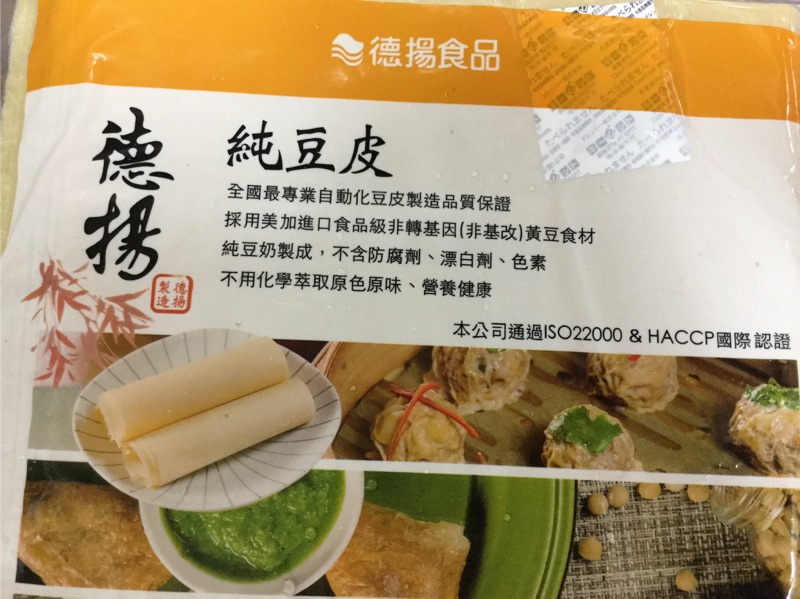 德揚食品
德揚
純豆皮
全國最專業自動化豆皮製造品質保證
採用美加進口食品級非轉基因(非基改)黃豆食材
純豆奶製成，不含防腐劑、漂白劑、色素
不用化學萃取原色原味、營養健康
德揚
製造
本公司通過ISO22000 & HACCP國際認證